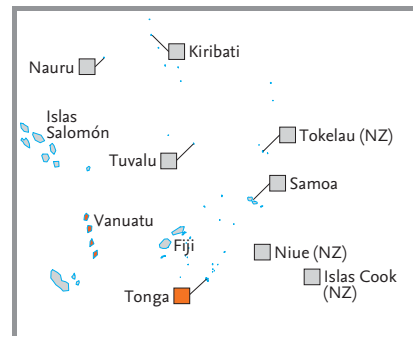 Kiribati
Nauru
Islas
Salomón
Tokelau (NZ)
Tuvalu
Samoa
Vanuatu
Fiji
Niue (NZ)
Islas Cook
(NZ)
Tonga